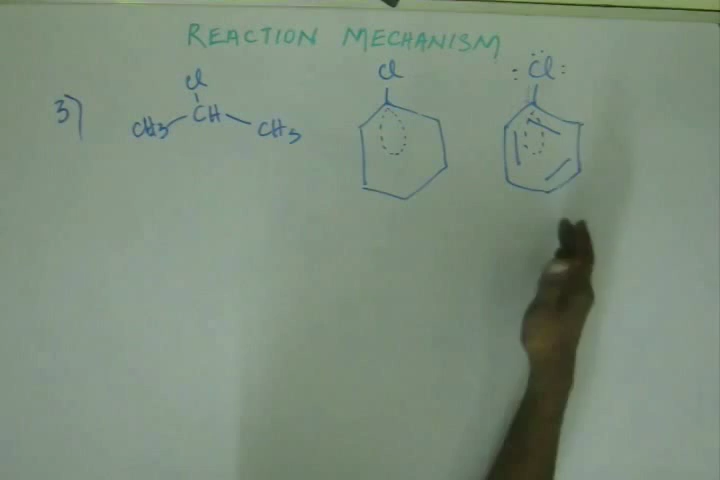 REACTION MECHANISM
Cl Cl :Cl:
3) CH3 CH CH3